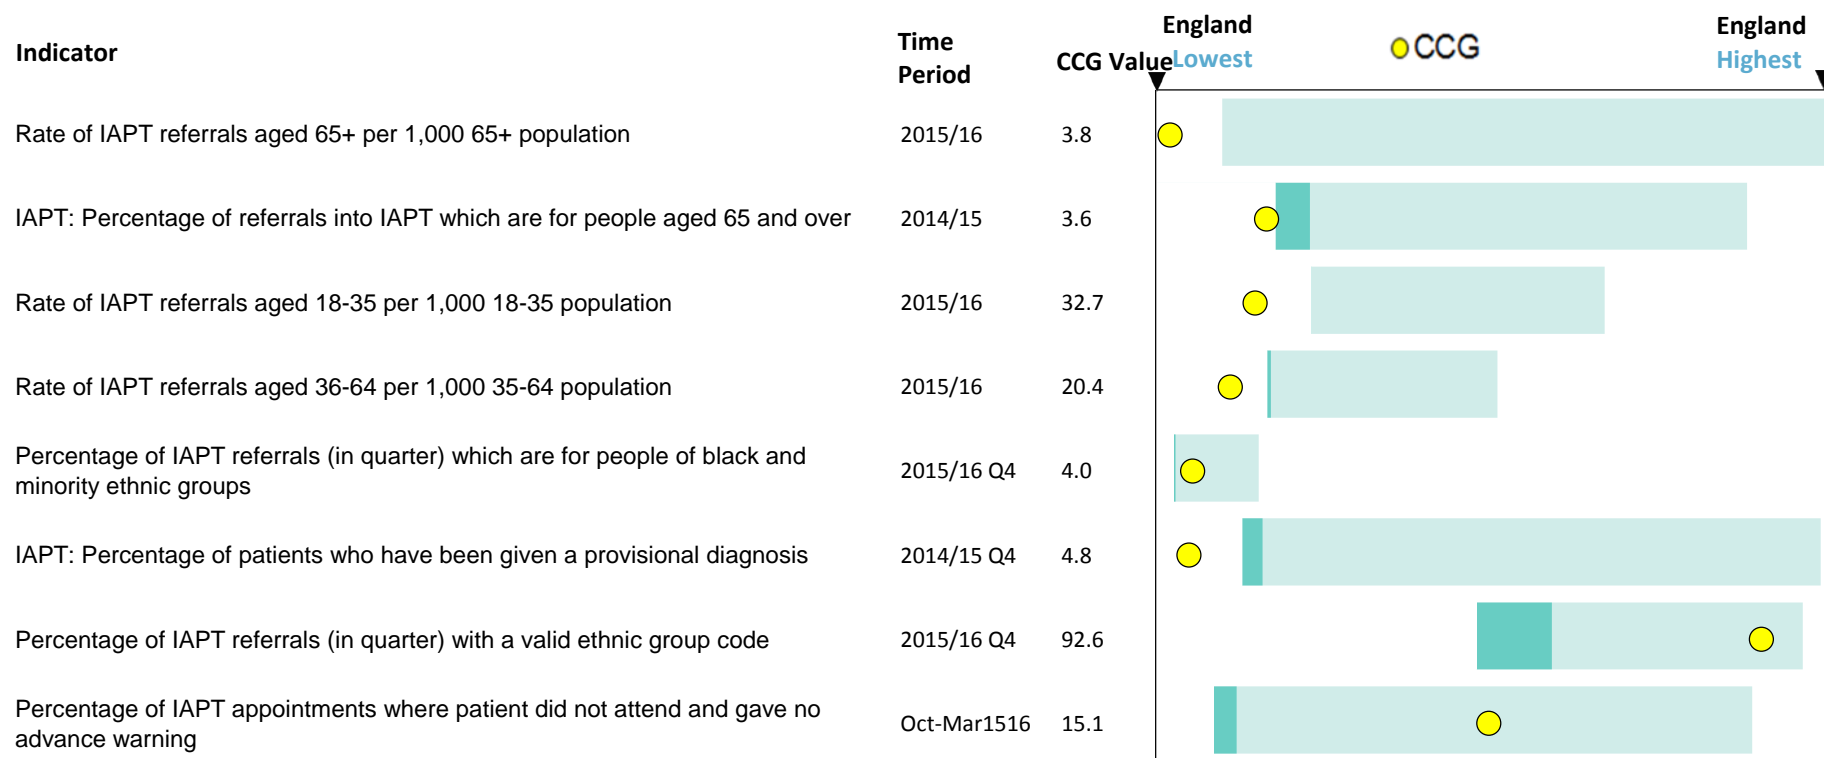 Indicator
Time
Period
CCG Value
England
Lowest
CCG
England
Highest
Rate of IAPT referrals aged 65+ per 1,000 65+ population 2015/16 3.8
IAPT: Percentage of referrals into IAPT which are for people aged 65 and over 2014/15 3.6
Rate of IAPT referrals aged 18-35 per 1,000 18-35 population 2015/16 32.7
Rate of IAPT referrals aged 36-64 per 1,000 35-64 population 2015/16 20.4
Percentage of IAPT referrals (in quarter) which are for people of black and
minority ethnic groups
2015/16 Q4 4.0
IAPT: Percentage of patients who have been given a provisional diagnosis 2014/15 Q4 4.8
Percentage of IAPT referrals (in quarter) with a valid ethnic group code 2015/16 Q4 92.6
Percentage of IAPT appointments where patient did not attend and gave no
advance warning
Oct-Mar1516 15.1